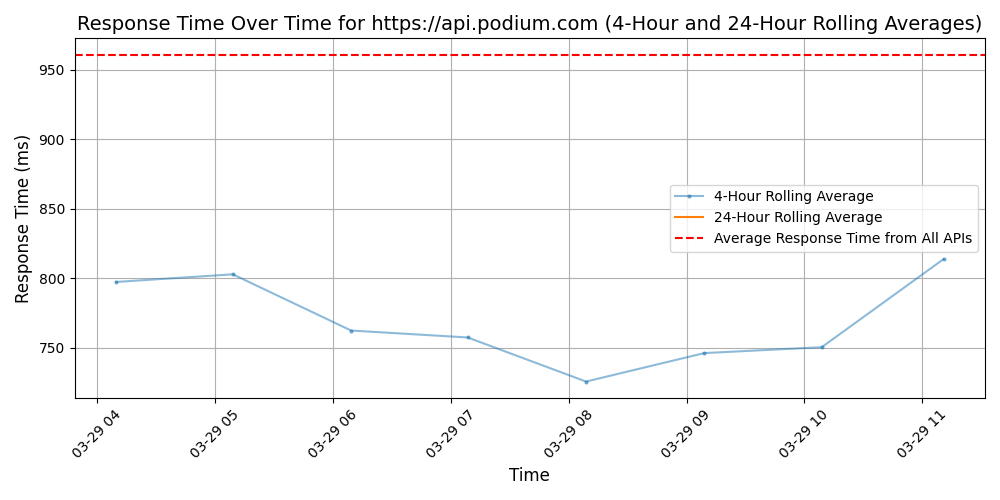 Response Time Over Time for https://api.podium.com (4-Hour and 24-Hour Rolling Averages)
Response Time (ms)
950
900
850
800
750
4-Hour Rolling Average
24-Hour Rolling Average
Average Response Time from All APIs
03-29 04
03-29 05
03-29 06
03-29 07
03-29 08
03-29 09
03-29 10
03-29 11
Time